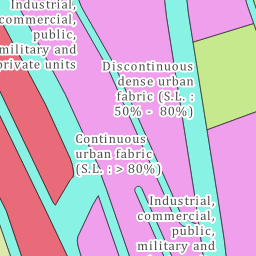 Industrial,
commercial,
public,
military and
private units
Discontinuous
dense urban
fabric (S.L. :
50% - 80%)
Continuous
urban fabric
(S.L. : > 80%)
Industrial,
commercial,
public,
military and